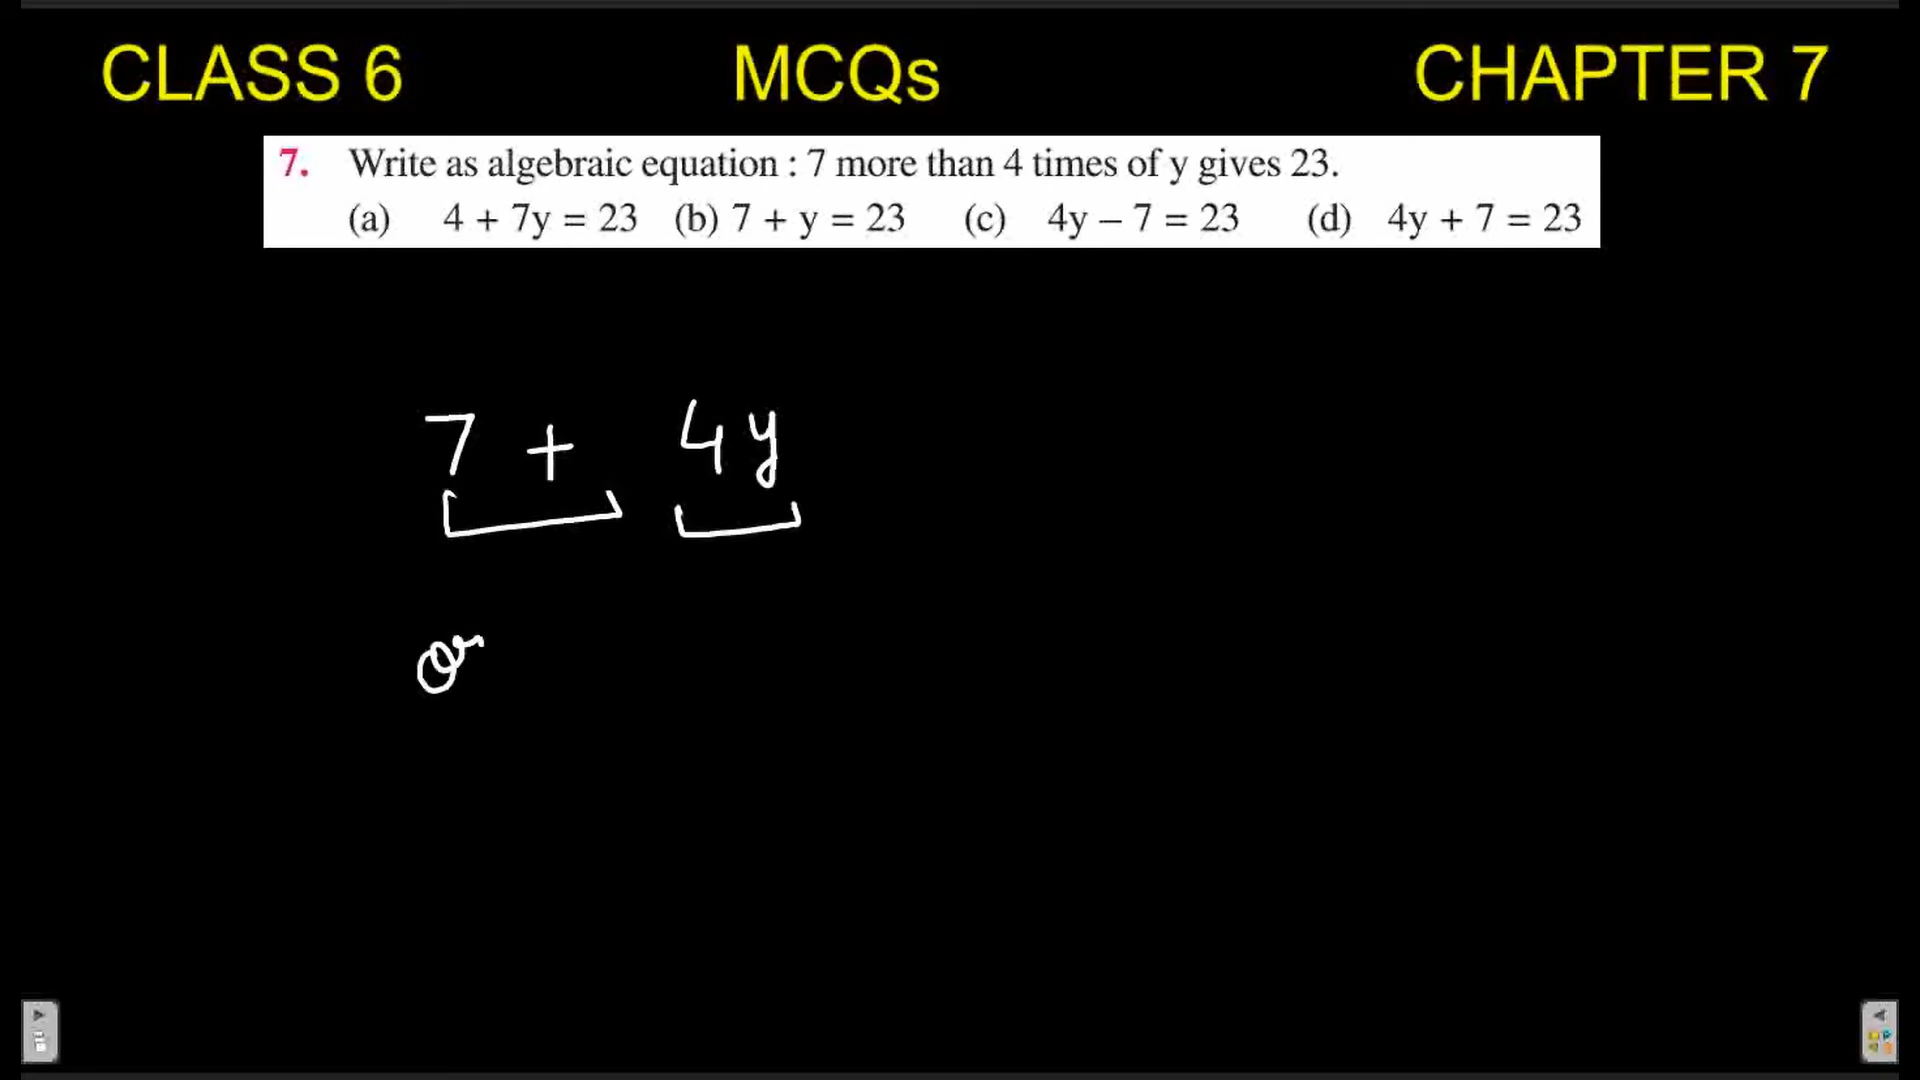 CLASS 6 MCQs CHAPTER 7
7. Write as algebraic equation : 7 more than 4 times of y gives 23.
(a) 4 + 7y = 23 (b) 7 + y = 23 (c) 4y – 7 = 23 (d) 4y + 7 = 23
7 + 4y
or